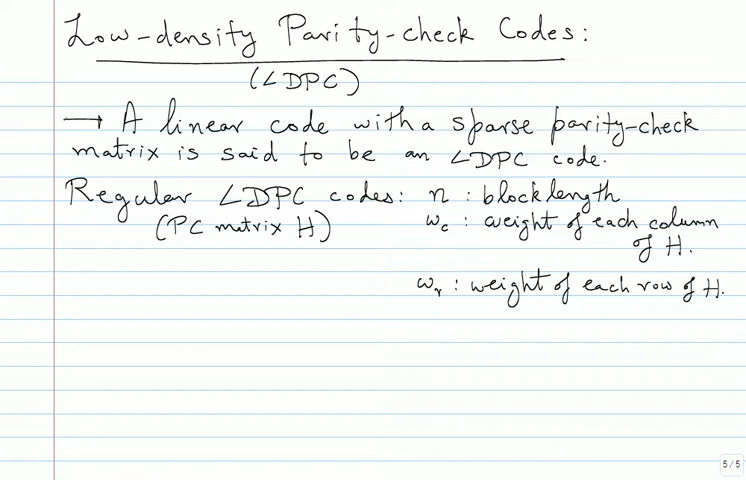 Low-density Parity-check Codes:
(LDPC)
→ A linear code with a sparse parity-check
matrix is said to be an LDPC code.
Regular LDPC codes: n : blocklength
(PC matrix H) w_c : weight of each column
of H.
w_r : weight of each row of H.
5/5